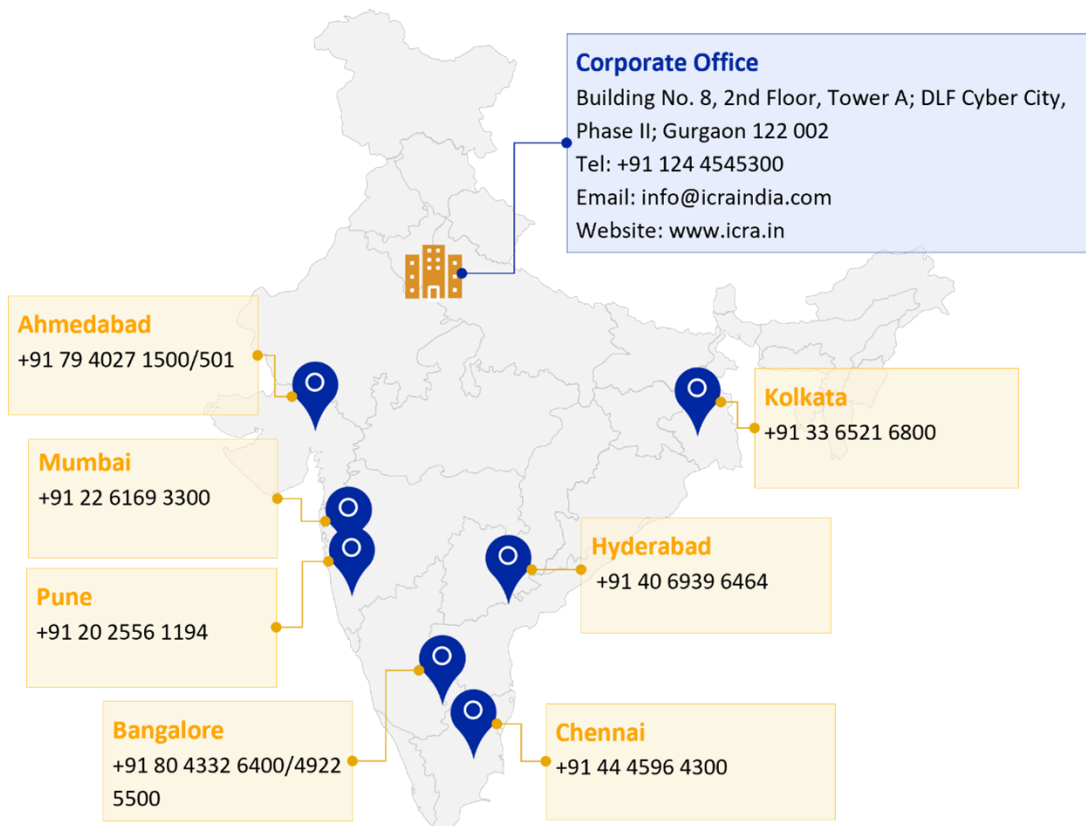 Corporate Office
Building No. 8, 2nd Floor, Tower A; DLF Cyber City,
Phase II; Gurgaon 122 002
Tel: +91 124 4545300
Email: info@icraindia.com
Website: www.icra.in
Ahmedabad
+91 79 4027 1500/501
Kolkata
+91 33 6521 6800
Mumbai
+91 22 6169 3300
Hyderabad
+91 40 6939 6464
Pune
+91 20 2556 1194
Bangalore
+91 80 4332 6400/4922
5500
Chennai
+91 44 4596 4300